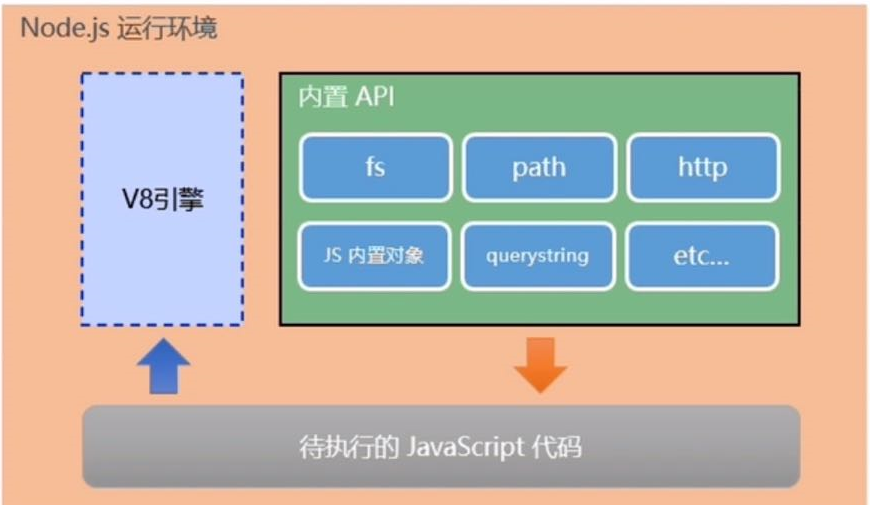 Node.js 运行环境
V8引擎
内置 API
fs
path
http
JS 内置对象
querystring
etc...
待执行的 JavaScript 代码